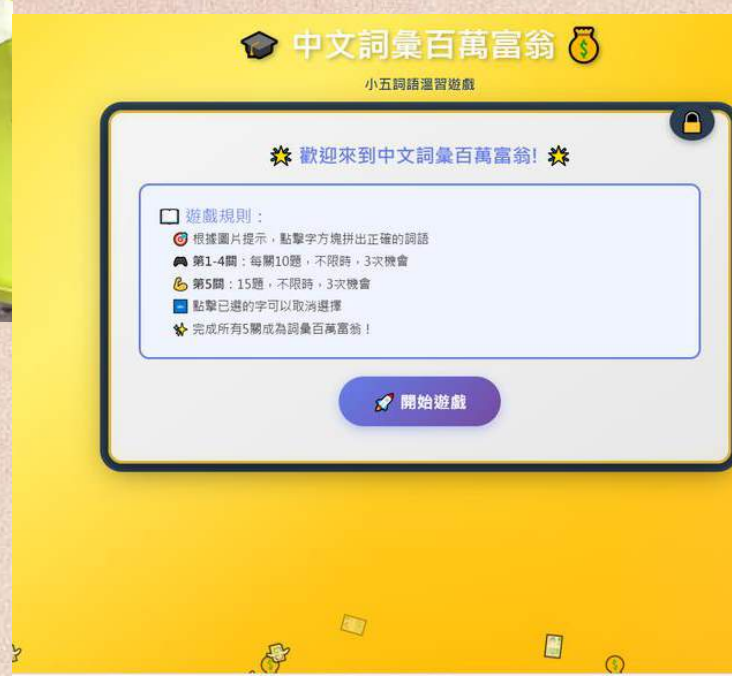 🎓 中文詞彙百萬富翁 💰
小五詞語溫習遊戲
🌟 歡迎來到中文詞彙百萬富翁! 🌟
📖 遊戲規則：
🎯 根據圖片提示，點擊字方塊拼出正確的詞語
🎮 第1-4關：每關10題，不限時，3次機會
💪 第5關：15題，不限時，3次機會
➖ 點擊已選的字可以取消選擇
✨ 完成所有5關成為詞彙百萬富翁！
🚀 開始遊戲